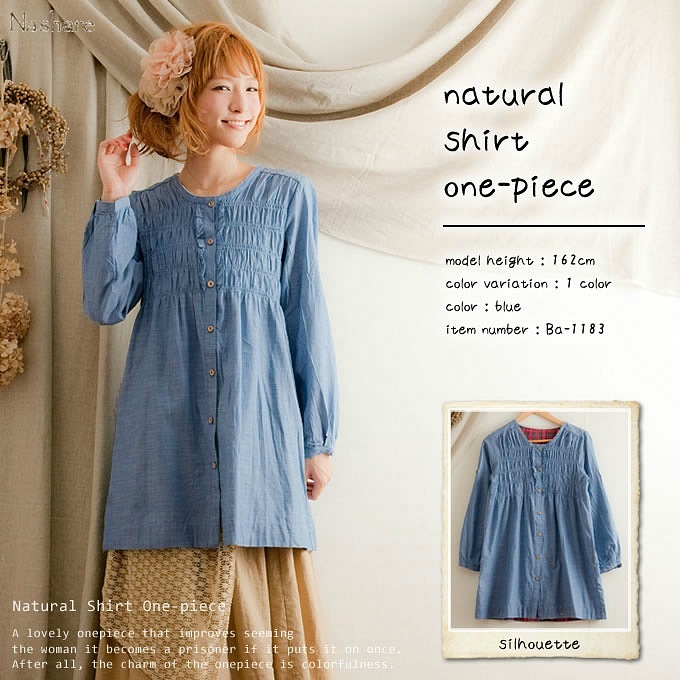 Nushare
natural
shirt
one-piece
model height : 162cm
color variation : 1 color
color : blue
item number : Ba-1183
Silhouette
Natural Shirt One-piece
A lovely onepiece that improves seeming
the woman it becomes a prisoner if it puts it on once.
After all, the charm of the onepiece is colorfulness.